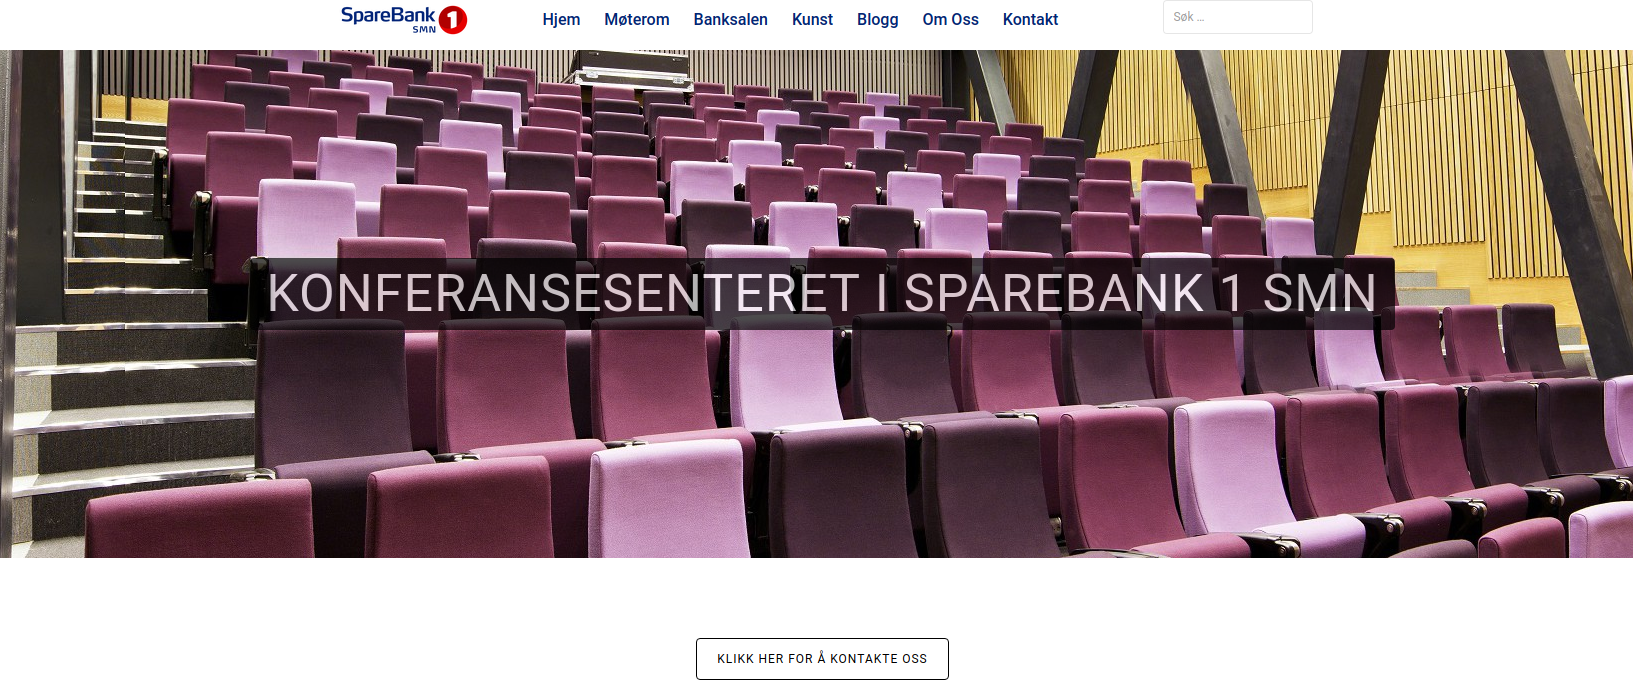 SpareBank 1
SMN
Hjem Møterom Banksalen Kunst Blogg Om Oss Kontakt
Søk ...
KONFERANSESENTERET I SPAREBANK 1 SMN
KLIKK HER FOR Å KONTAKTE OSS